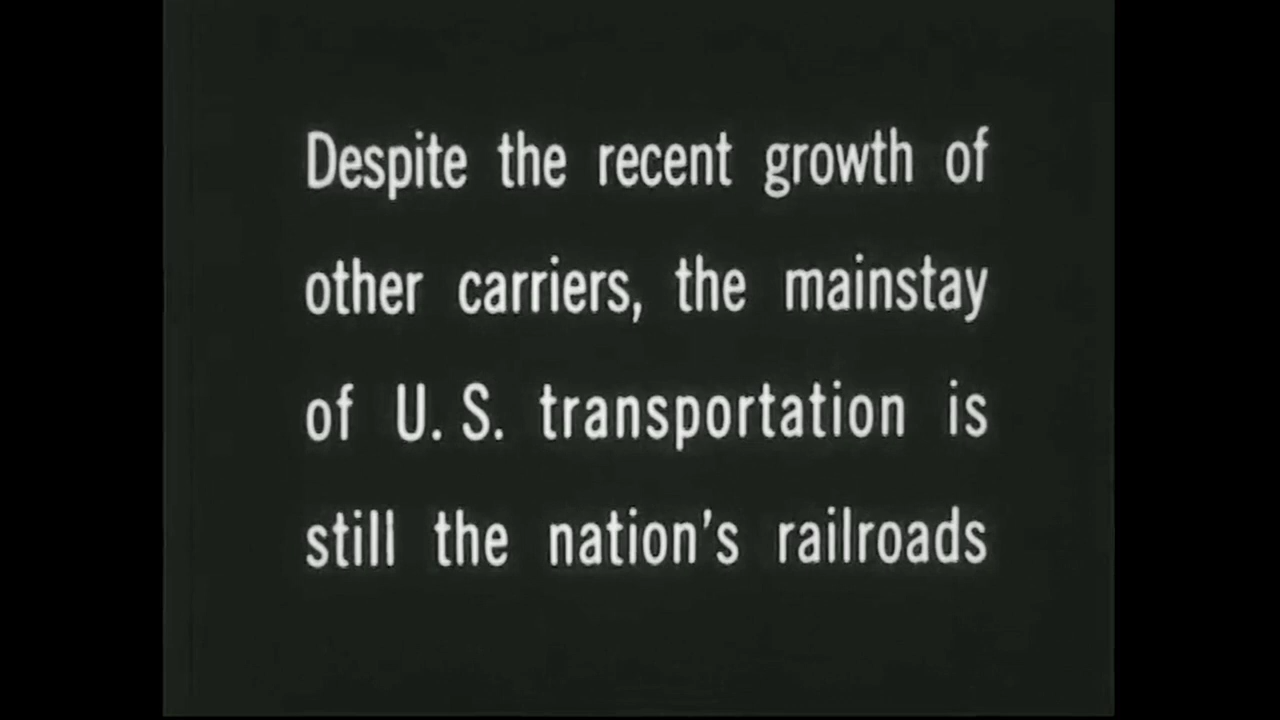 Despite the recent growth of
other carriers, the mainstay
of U. S. transportation is
still the nation's railroads